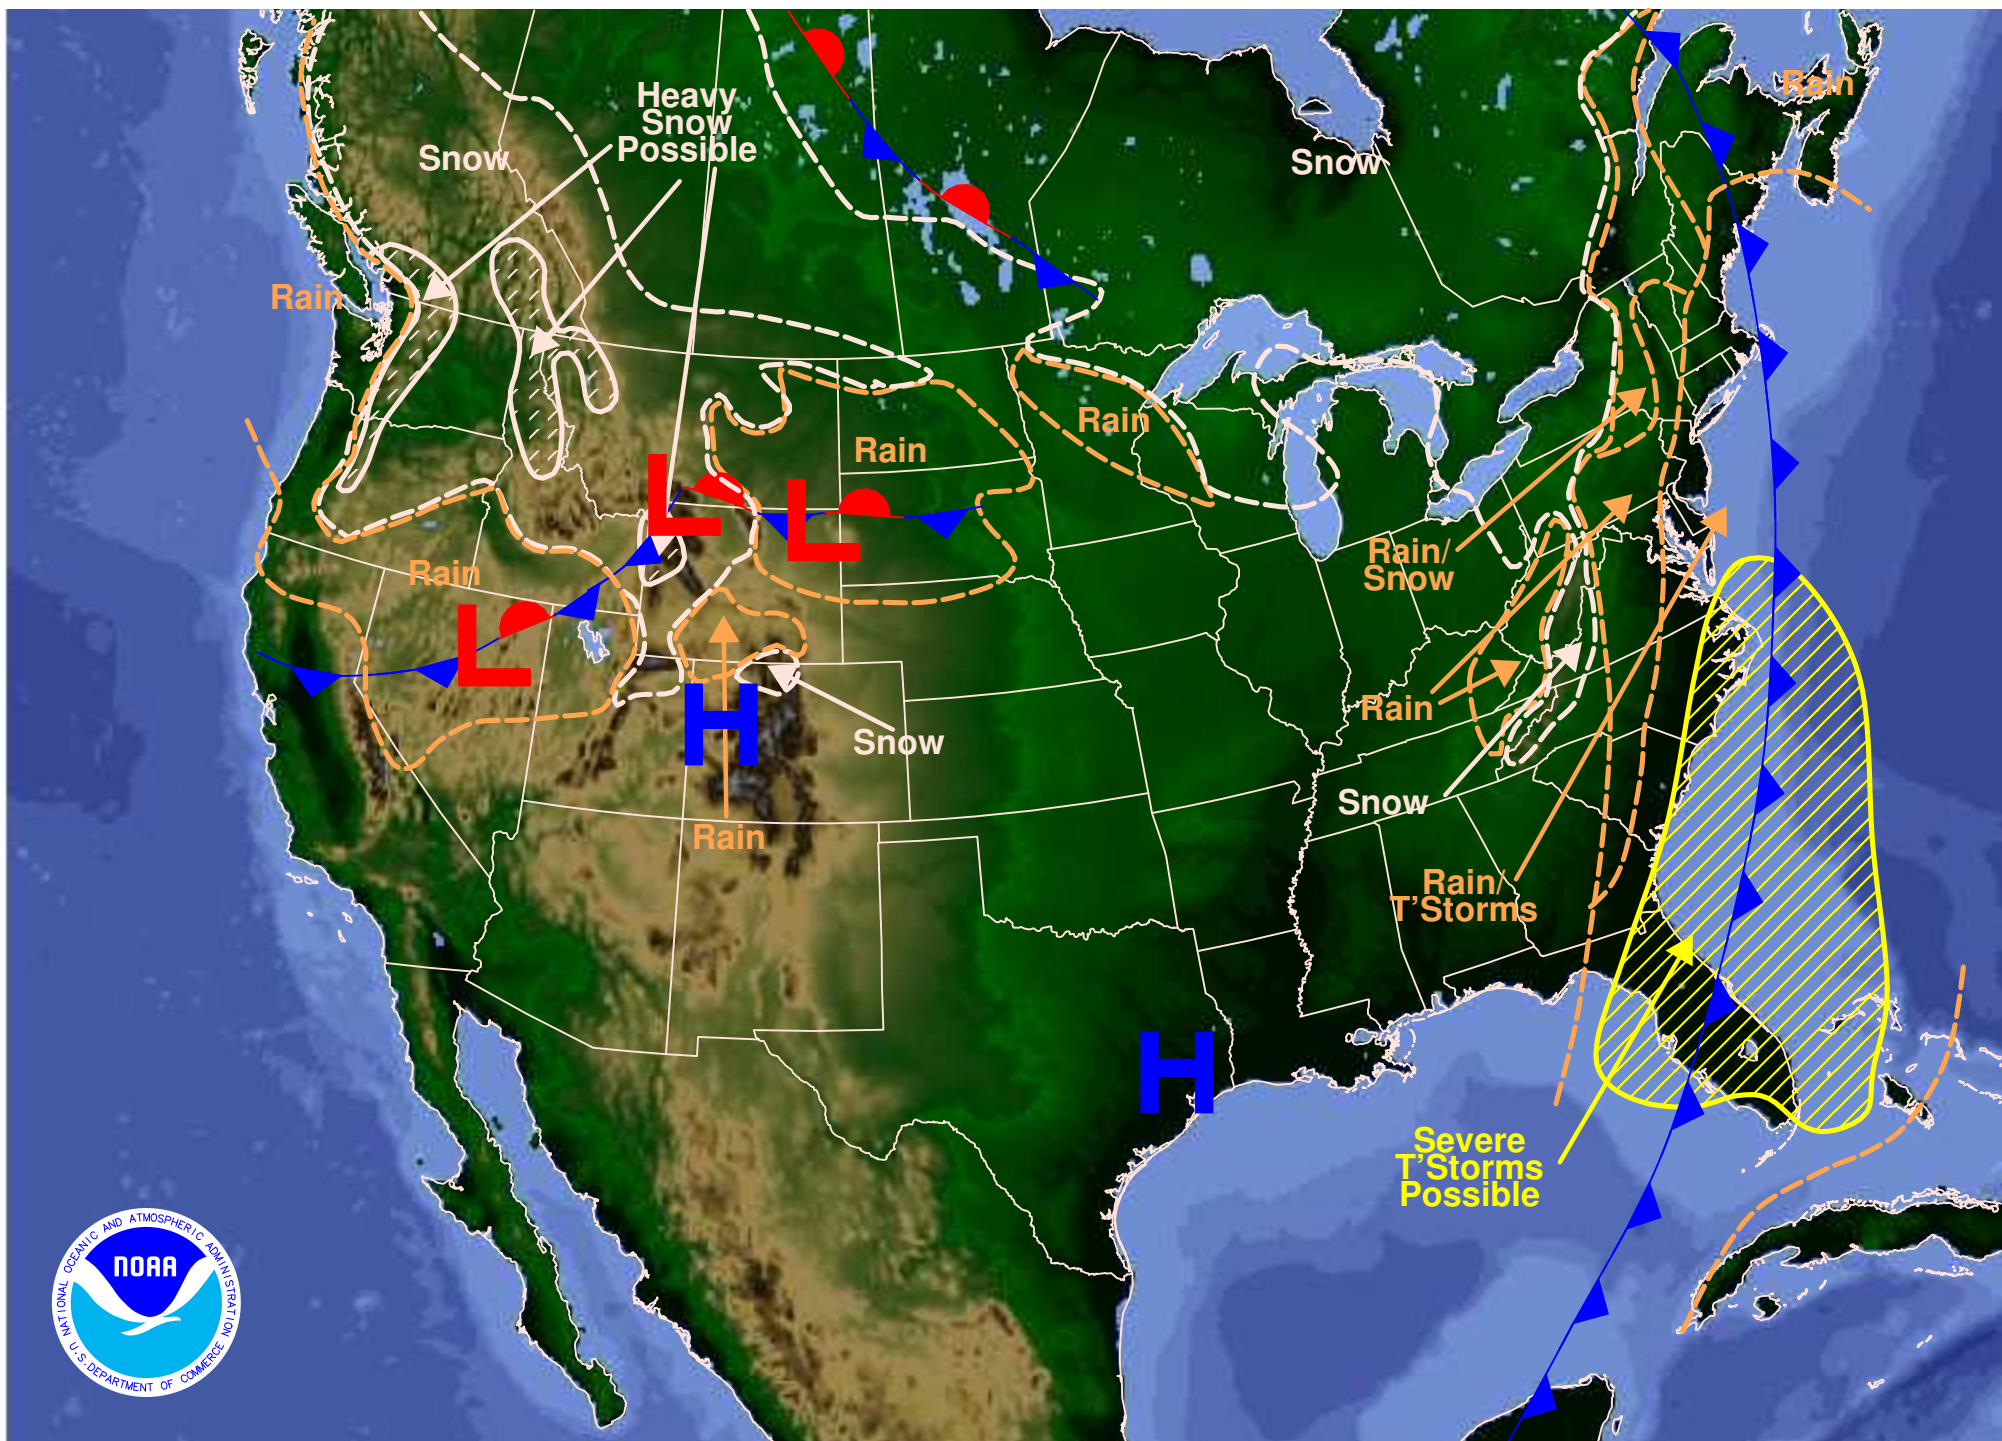 Rain
Heavy
Snow
Possible
Snow
Snow
Rain
Rain
Rain
L
L
Rain/
Snow
Rain
L
H
Snow
Rain
Snow
Rain
Rain/
T'Storms
H
Severe
T'Storms
Possible
NATIONAL OCEANIC AND ATMOSPHERIC ADMINISTRATION
NOAA
U.S. DEPARTMENT OF COMMERCE